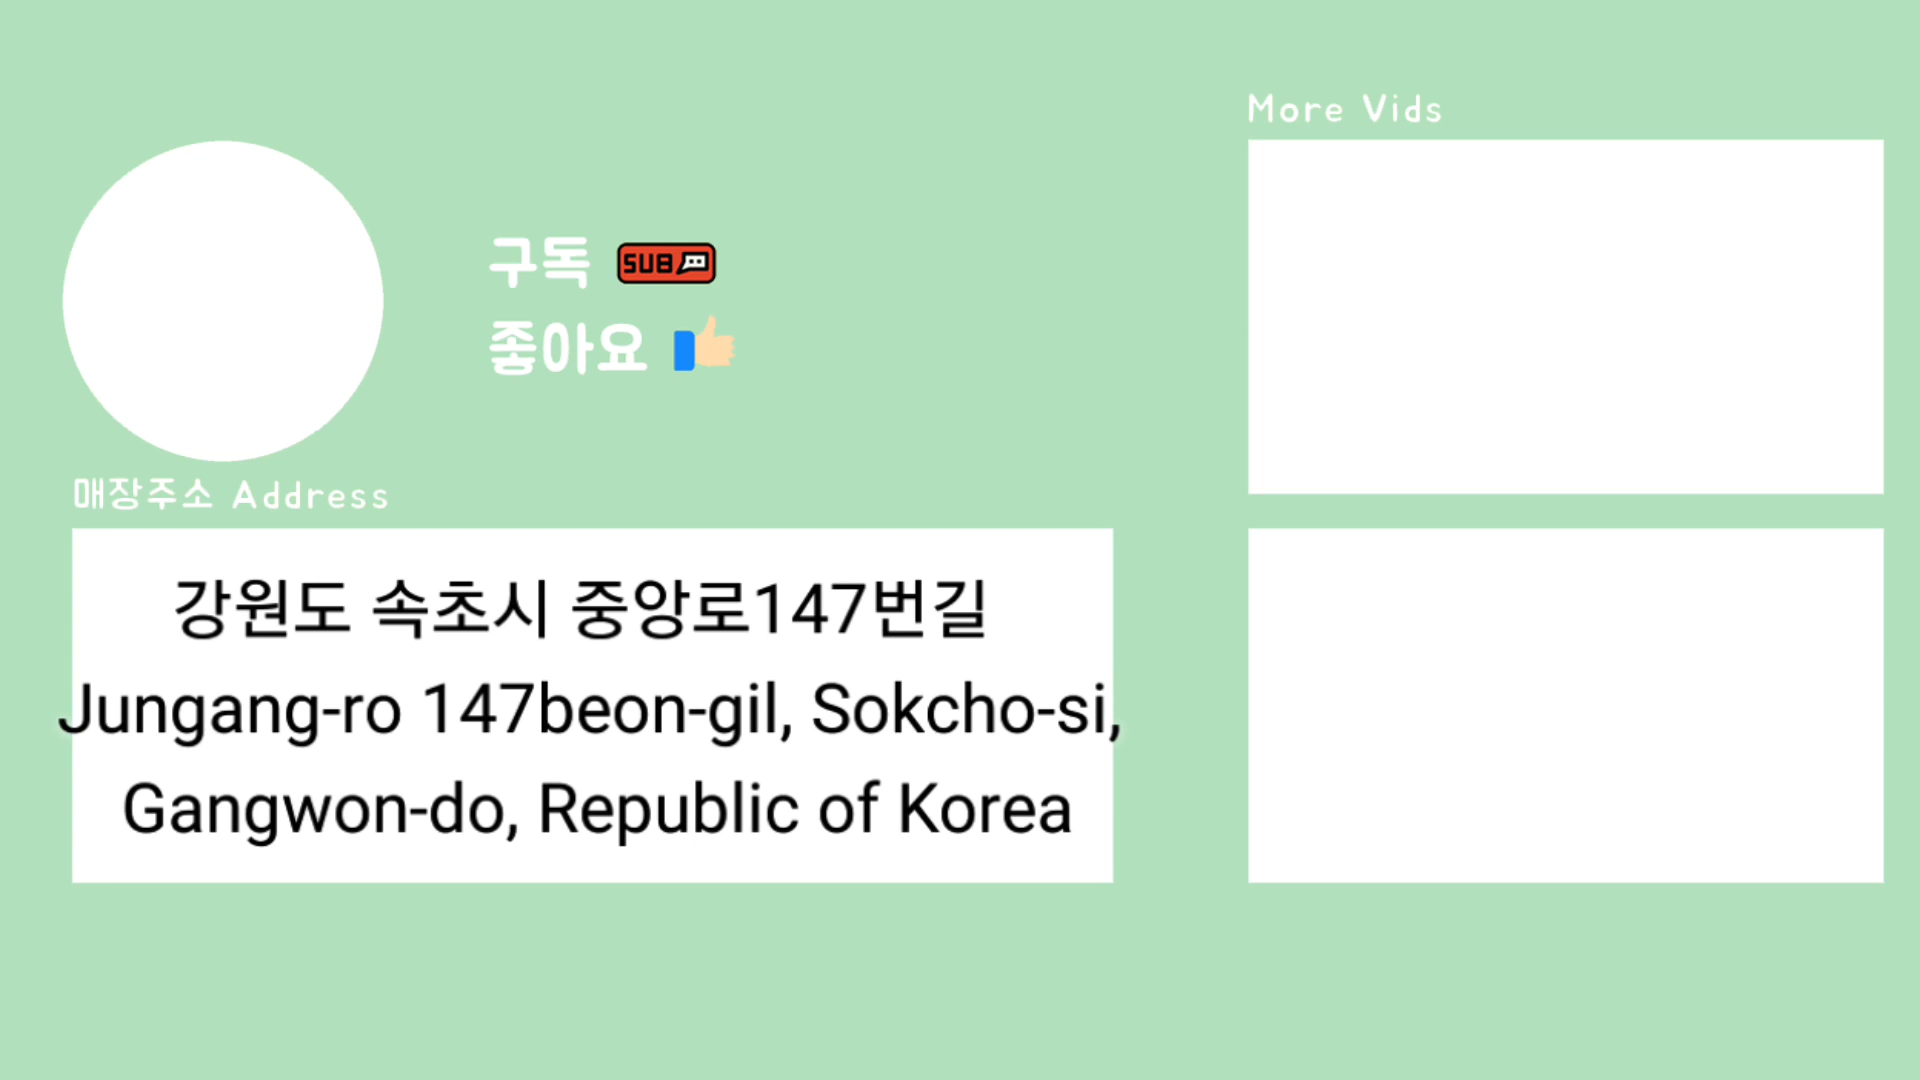 구독 SUB
좋아요
매장주소 Address
강원도 속초시 중앙로147번길
Jungang-ro 147beon-gil, Sokcho-si,
Gangwon-do, Republic of Korea
More Vids